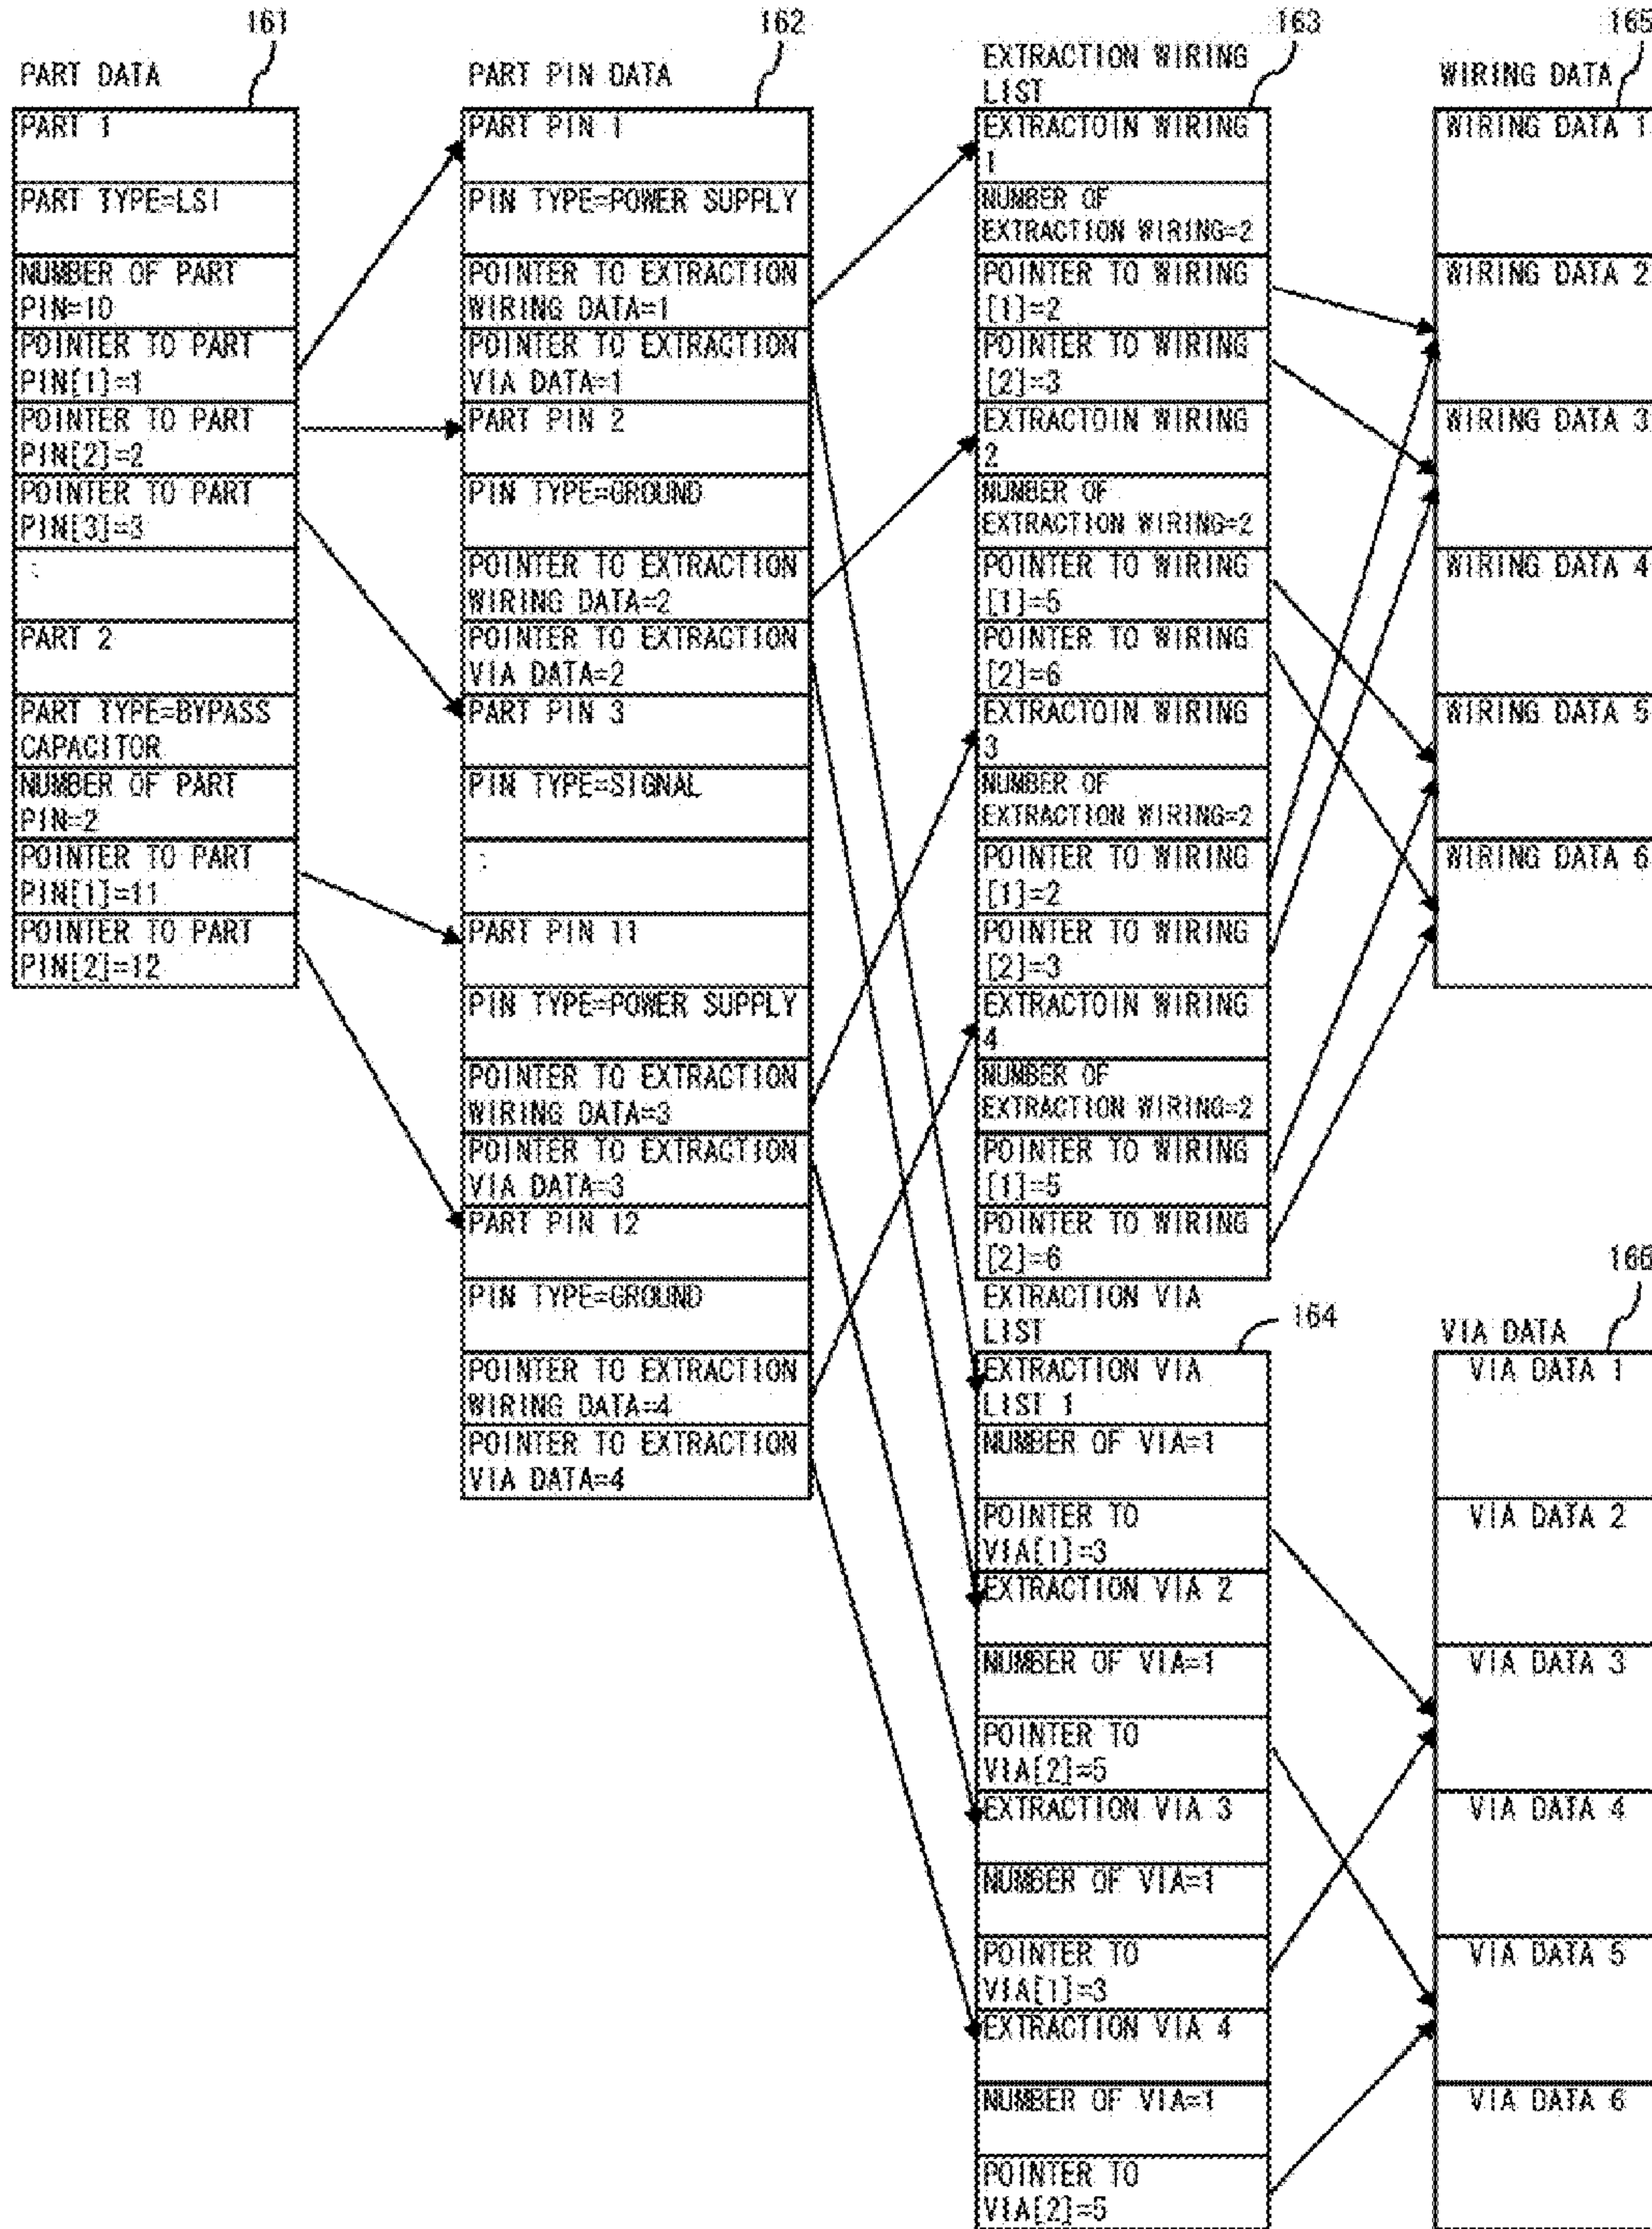 161
PART DATA
PART 1
PART TYPE=LSI
NUMBER OF PART
PIN=10
POINTER TO PART
PIN[1]=1
POINTER TO PART
PIN[2]=2
POINTER TO PART
PIN[3]=3
:
PART 2
PART TYPE=BYPASS
CAPACITOR
NUMBER OF PART
PIN=2
POINTER TO PART
PIN[1]=11
POINTER TO PART
PIN[2]=12
162
PART PIN DATA
PART PIN 1
PIN TYPE=POWER SUPPLY
POINTER TO EXTRACTION
WIRING DATA=1
POINTER TO EXTRACTION
VIA DATA=1
PART PIN 2
PIN TYPE=GROUND
POINTER TO EXTRACTION
WIRING DATA=2
POINTER TO EXTRACTION
VIA DATA=2
PART PIN 3
PIN TYPE=SIGNAL
:
PART PIN 11
PIN TYPE=POWER SUPPLY
POINTER TO EXTRACTION
WIRING DATA=3
POINTER TO EXTRACTION
VIA DATA=3
PART PIN 12
PIN TYPE=GROUND
POINTER TO EXTRACTION
WIRING DATA=4
POINTER TO EXTRACTION
VIA DATA=4
163
EXTRACTION WIRING
LIST
EXTRACTOIN WIRING
1
NUMBER OF
EXTRACTION WIRING=2
POINTER TO WIRING
[1]=2
POINTER TO WIRING
[2]=3
EXTRACTOIN WIRING
2
NUMBER OF
EXTRACTION WIRING=2
POINTER TO WIRING
[1]=5
POINTER TO WIRING
[2]=6
EXTRACTOIN WIRING
3
NUMBER OF
EXTRACTION WIRING=2
POINTER TO WIRING
[1]=2
POINTER TO WIRING
[2]=3
EXTRACTOIN WIRING
4
NUMBER OF
EXTRACTION WIRING=2
POINTER TO WIRING
[1]=5
POINTER TO WIRING
[2]=6
EXTRACTION VIA
LIST
164
EXTRACTION VIA
LIST 1
NUMBER OF VIA=1
POINTER TO
VIA[1]=3
EXTRACTION VIA 2
NUMBER OF VIA=1
POINTER TO
VIA[2]=5
EXTRACTION VIA 3
NUMBER OF VIA=1
POINTER TO
VIA[1]=3
EXTRACTION VIA 4
NUMBER OF VIA=1
POINTER TO
VIA[2]=5
165
WIRING DATA
WIRING DATA 1
WIRING DATA 2
WIRING DATA 3
WIRING DATA 4
WIRING DATA 5
WIRING DATA 6
166
VIA DATA
VIA DATA 1
VIA DATA 2
VIA DATA 3
VIA DATA 4
VIA DATA 5
VIA DATA 6